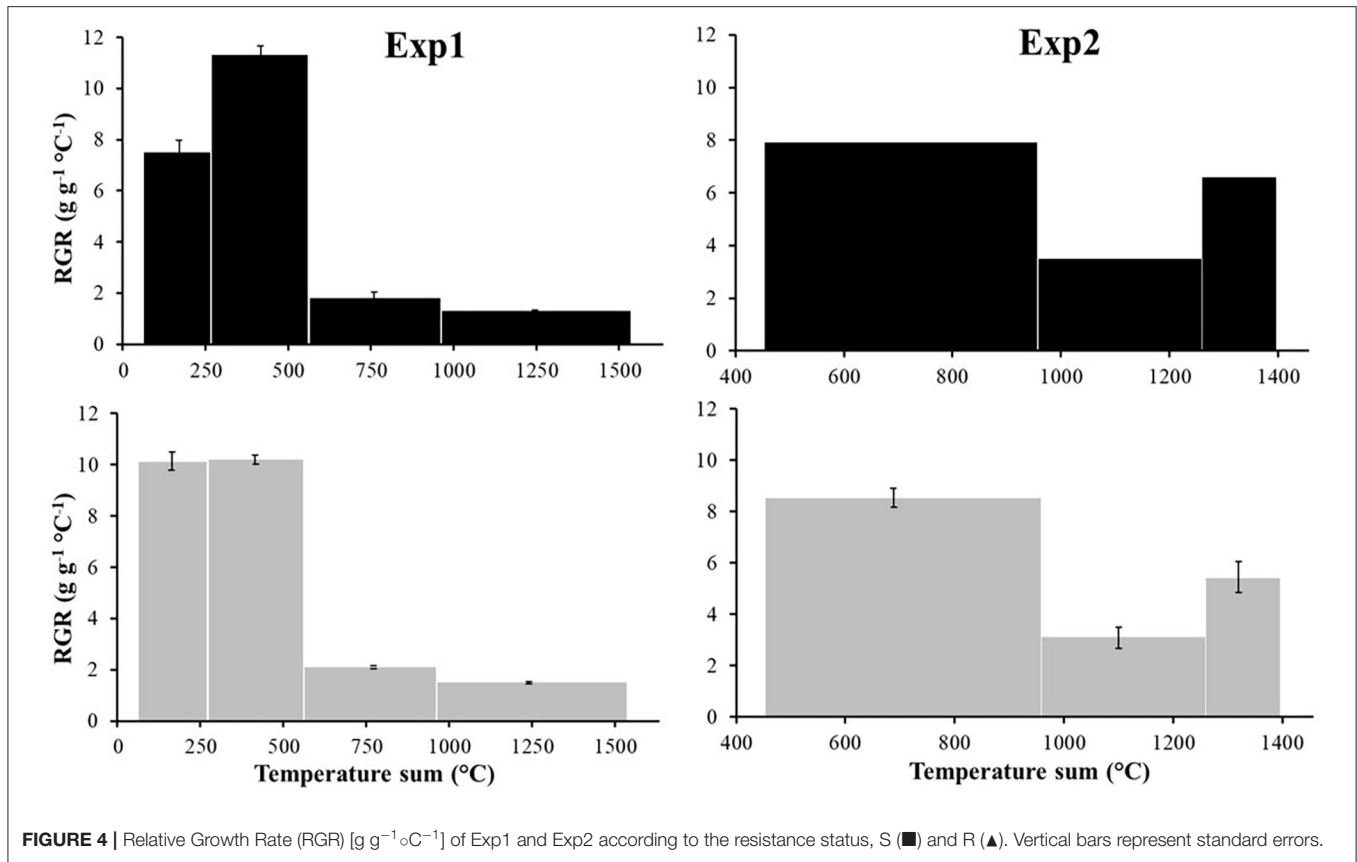 Exp1
12
10
8
6
4
2
0
RGR (g g⁻¹ °C⁻¹)
0 250 500 750 1000 1250 1500
Exp2
12
10
8
6
4
2
0
400 600 800 1000 1200 1400
12
10
8
6
4
2
0
RGR (g g⁻¹ °C⁻¹)
0 250 500 750 1000 1250 1500
Temperature sum (°C)
12
10
8
6
4
2
0
400 600 800 1000 1200 1400
Temperature sum (°C)
FIGURE 4 | Relative Growth Rate (RGR) [g g⁻¹∘C⁻¹] of Exp1 and Exp2 according to the resistance status, S (■) and R (▲). Vertical bars represent standard errors.